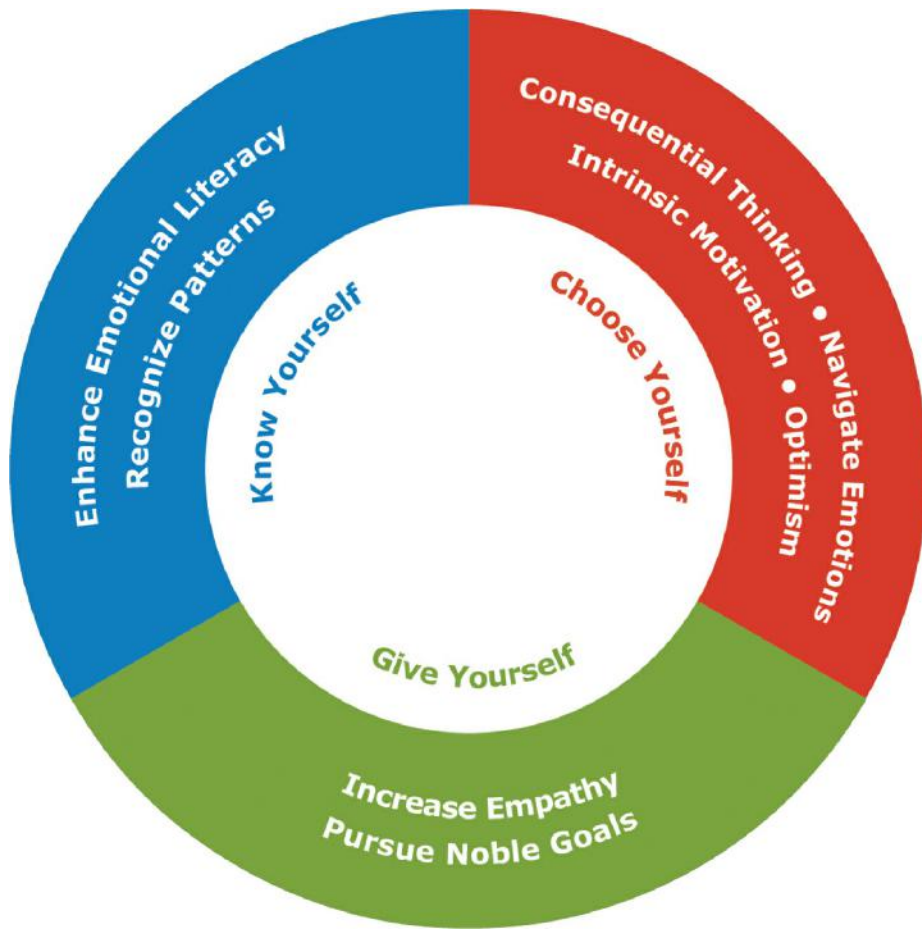 Enhance Emotional Literacy
Recognize Patterns
Know Yourself
Consequential Thinking • Navigate Emotions
Intrinsic Motivation • Optimism
Choose Yourself
Give Yourself
Increase Empathy
Pursue Noble Goals